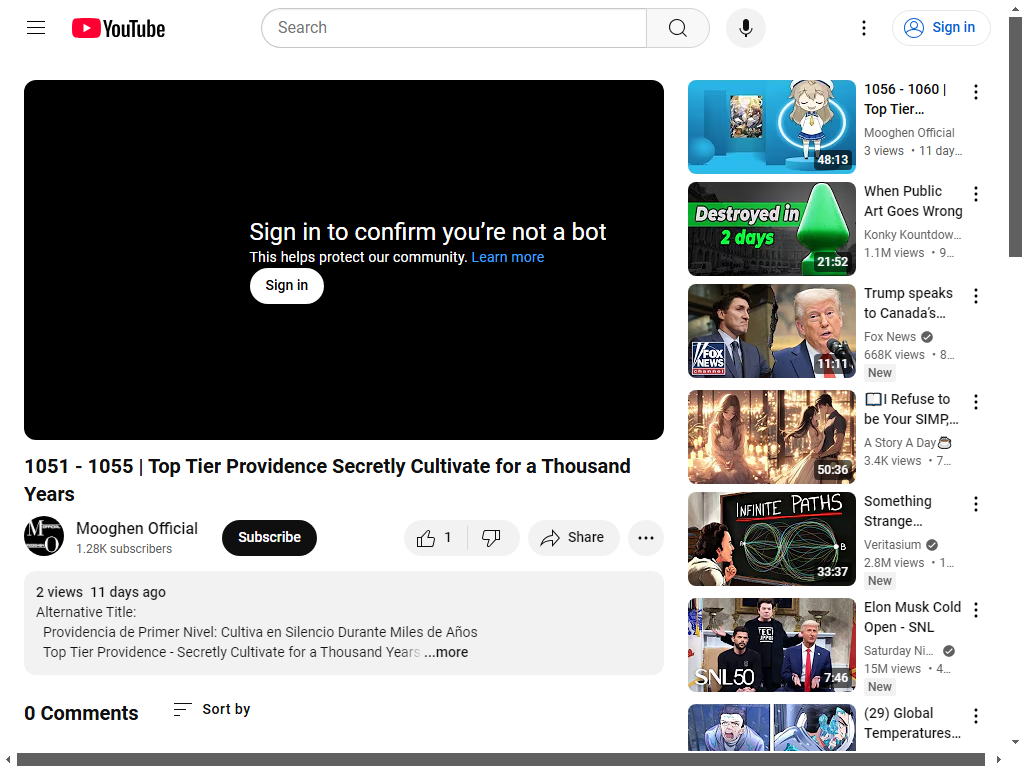 YouTube
Search
Sign in
Sign in to confirm you’re not a bot
This helps protect our community. Learn more
Sign in
1051 - 1055 | Top Tier Providence Secretly Cultivate for a Thousand
Years
Mooghen Official
1.28K subscribers
Subscribe
1
Share
2 views 11 days ago
Alternative Title:
Providencia de Primer Nivel: Cultiva en Silencio Durante Miles de Años
Top Tier Providence - Secretly Cultivate for a Thousand Years ...more
0 Comments
Sort by
48:13
1056 - 1060 |
Top Tier…
Mooghen Official
3 views • 11 day…
Destroyed in
2 days
21:52
When Public
Art Goes Wrong
Konky Kountdow…
1.1M views • 9…
FOX
NEWS
channel
11:11
Trump speaks
to Canada’s…
Fox News
668K views • 8…
New
50:36
📖I Refuse to
be Your SIMP,…
A Story A Day
3.4K views • 7…
INFINITE PATHS
A
B
33:37
Something
Strange…
Veritasium
2.8M views • 1…
New
SNL50
7:46
Elon Musk Cold
Open - SNL
Saturday Ni…
15M views • 4…
New
(29) Global
Temperatures…